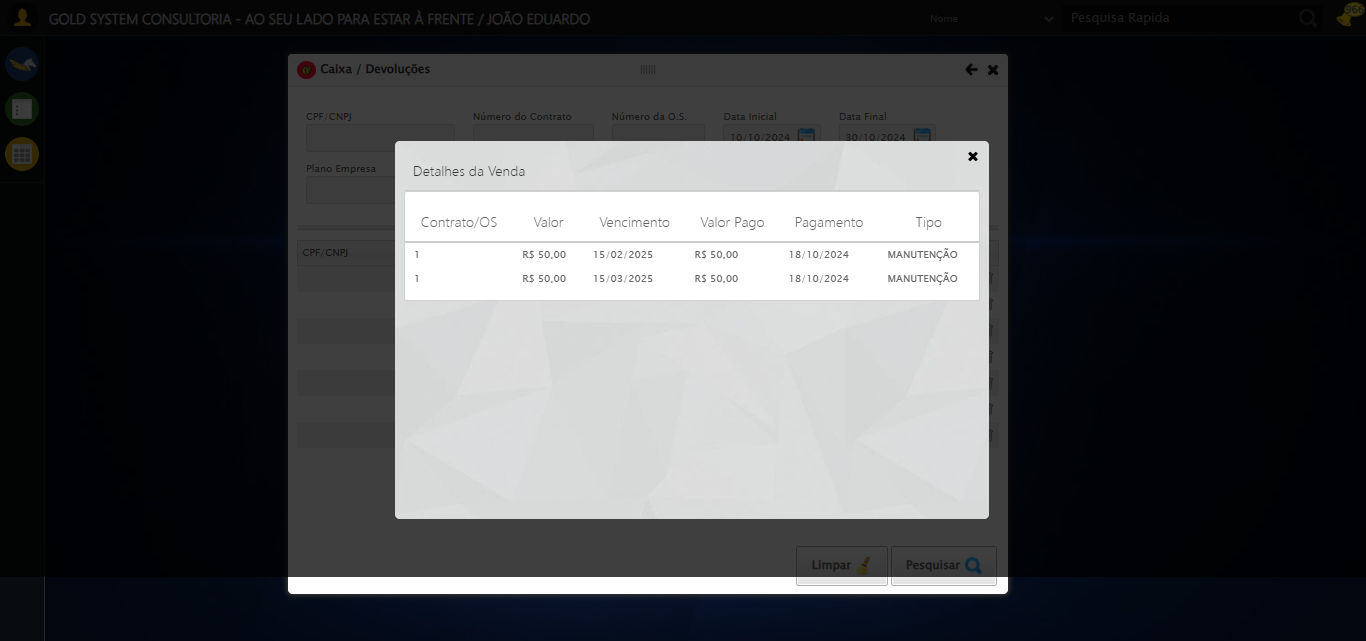 GOLD SYSTEM CONSULTORIA - AO SEU LADO PARA ESTAR À FRENTE / JOÃO EDUARDO
Nome
Pesquisa Rapida
Caixa / Devoluções
CPF/CNPJ Número do Contrato Número da O.S. Data Inicial Data Final
10/10/2024 30/10/2024
Plano Empresa
CPF/CNPJ
Detalhes da Venda
Contrato/OS Valor Vencimento Valor Pago Pagamento Tipo
1 R$ 50,00 15/02/2025 R$ 50,00 18/10/2024 MANUTENÇÃO
1 R$ 50,00 15/03/2025 R$ 50,00 18/10/2024 MANUTENÇÃO
Limpar Pesquisar